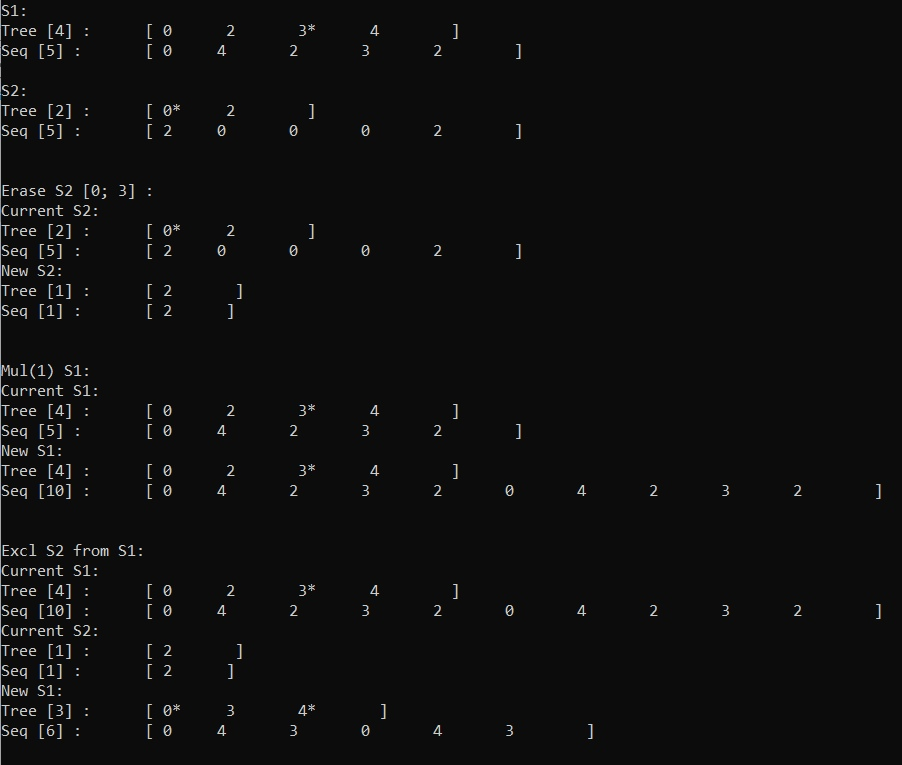 S1:
Tree [4] : [ 0 2 3* 4 ]
Seq [5] : [ 0 4 2 3 2 ]
S2:
Tree [2] : [ 0* 2 ]
Seq [5] : [ 2 0 0 0 2 ]
Erase S2 [0; 3] :
Current S2:
Tree [2] : [ 0* 2 ]
Seq [5] : [ 2 0 0 0 2 ]
New S2:
Tree [1] : [ 2 ]
Seq [1] : [ 2 ]
Mul(1) S1:
Current S1:
Tree [4] : [ 0 2 3* 4 ]
Seq [5] : [ 0 4 2 3 2 ]
New S1:
Tree [4] : [ 0 2 3* 4 ]
Seq [10] : [ 0 4 2 3 2 0 4 2 3 2 ]
Excl S2 from S1:
Current S1:
Tree [4] : [ 0 2 3* 4 ]
Seq [10] : [ 0 4 2 3 2 0 4 2 3 2 ]
Current S2:
Tree [1] : [ 2 ]
Seq [1] : [ 2 ]
New S1:
Tree [3] : [ 0* 3 4* ]
Seq [6] : [ 0 4 3 0 4 3 ]